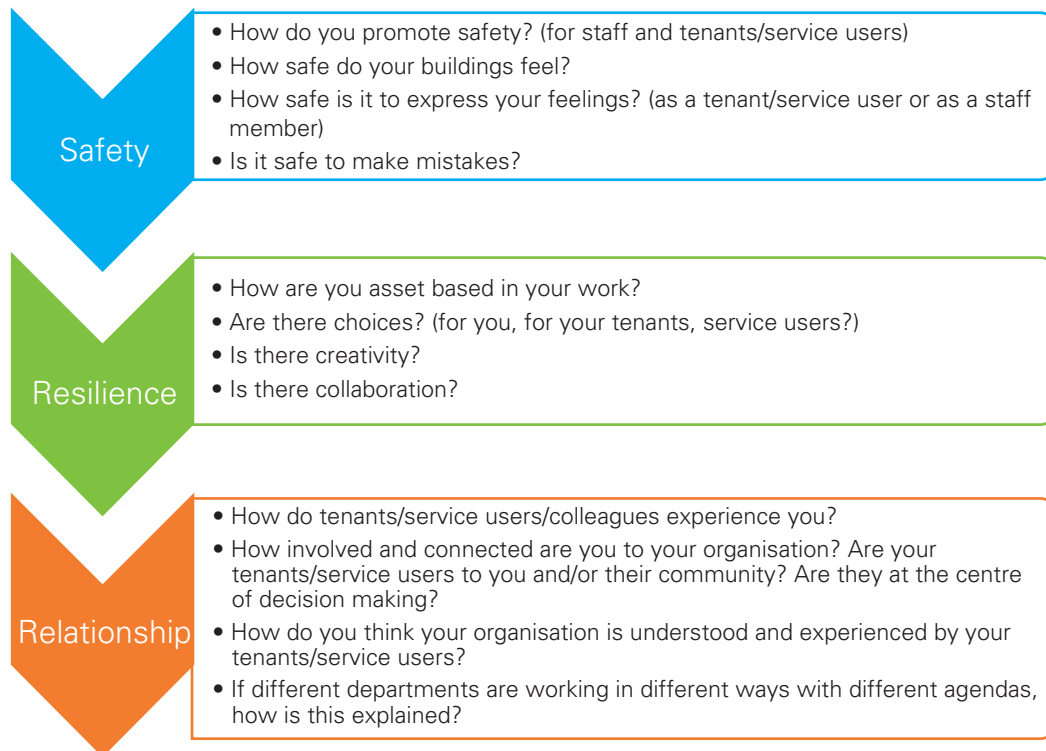 Safety
• How do you promote safety? (for staff and tenants/service users)
• How safe do your buildings feel?
• How safe is it to express your feelings? (as a tenant/service user or as a staff
member)
• Is it safe to make mistakes?
Resilience
• How are you asset based in your work?
• Are there choices? (for you, for your tenants, service users?)
• Is there creativity?
• Is there collaboration?
Relationship
• How do tenants/service users/colleagues experience you?
• How involved and connected are you to your organisation? Are your
tenants/service users to you and/or their community? Are they at the centre
of decision making?
• How do you think your organisation is understood and experienced by your
tenants/service users?
• If different departments are working in different ways with different agendas,
how is this explained?